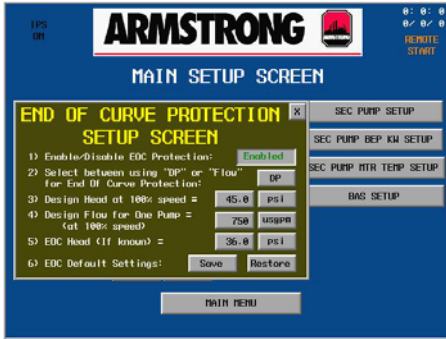 IPS
ON
ARMSTRONG
0: 0: 0
0/ 0/ 0
REMOTE
START
MAIN SETUP SCREEN
END OF CURVE PROTECTION
SETUP SCREEN
X
1) Enable/Disable EOC Protection: Enabled
2) Select between using "DP" or "Flow"
for End Of Curve Protection: DP
3) Design Head at 100% speed = 45.0 psi
4) Design Flow for One Pump = 750 usgpm
(at 100% speed)
5) EOC Head (If known) = 36.0 psi
6) EOC Default Settings: Save Restore
SEC PUMP SETUP
SEC PUMP BEP KW SETUP
SEC PUMP MTR TEMP SETUP
BAS SETUP
MAIN MENU